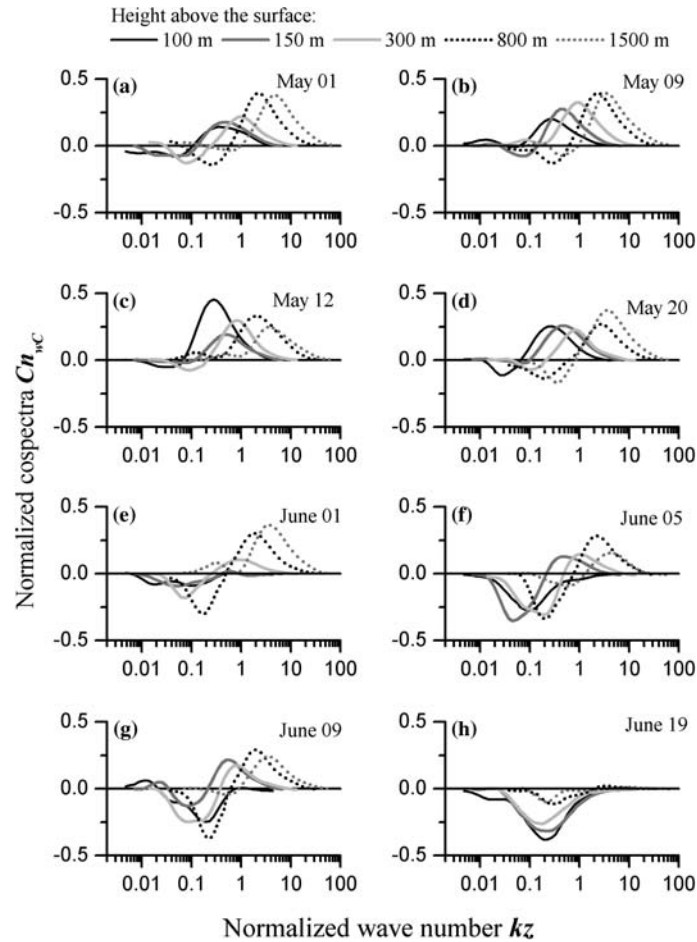 Height above the surface:
100 m 150 m 300 m 800 m 1500 m
(a) May 01
0.5
0.0
-0.5
0.01 0.1 1 10 100
(b) May 09
0.5
0.0
-0.5
0.01 0.1 1 10 100
(c) May 12
0.5
0.0
-0.5
0.01 0.1 1 10 100
(d) May 20
0.5
0.0
-0.5
0.01 0.1 1 10 100
(e) June 01
0.5
0.0
-0.5
0.01 0.1 1 10 100
(f) June 05
0.5
0.0
-0.5
0.01 0.1 1 10 100
(g) June 09
0.5
0.0
-0.5
0.01 0.1 1 10 100
(h) June 19
0.5
0.0
-0.5
0.01 0.1 1 10 100
Normalized cospectra Cn_wC
Normalized wave number kz